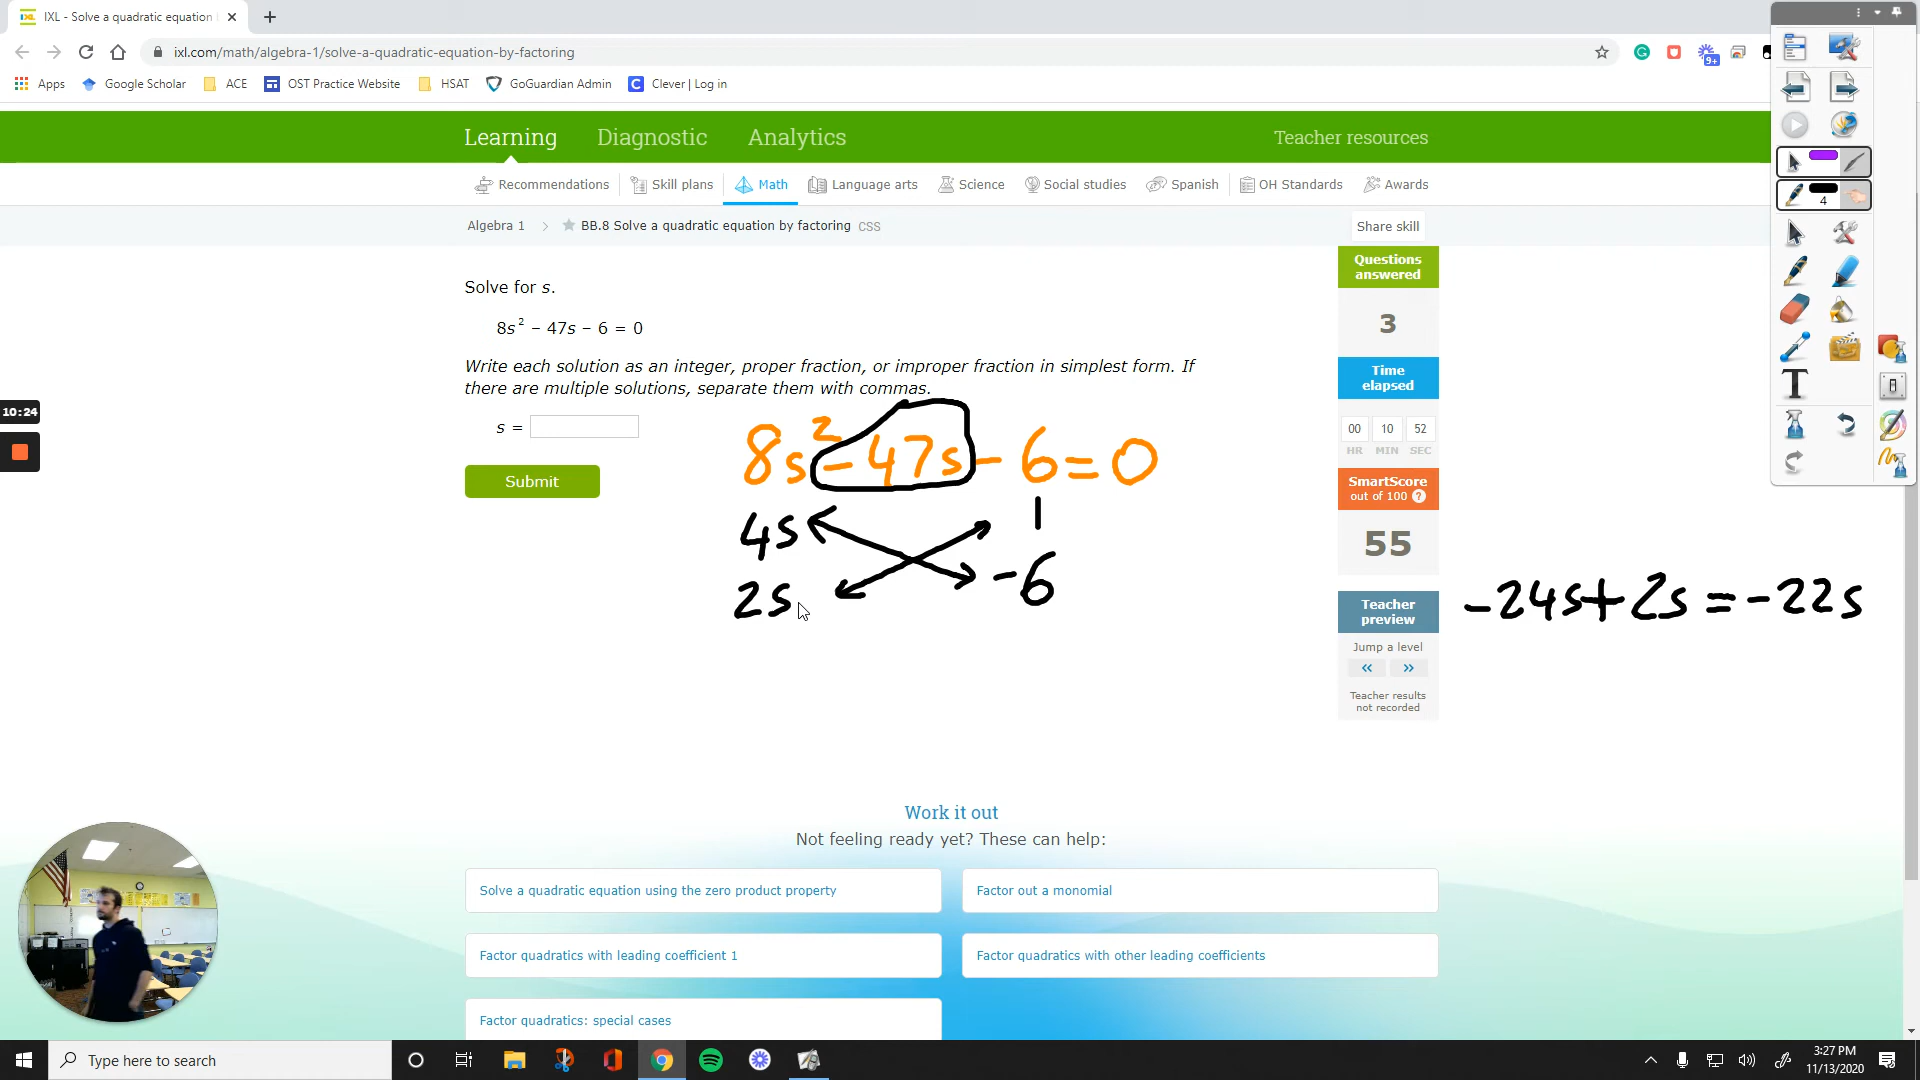 IXL - Solve a quadratic equation
ixl.com/math/algebra-1/solve-a-quadratic-equation-by-factoring
9+
Apps Google Scholar ACE OST Practice Website HSAT GoGuardian Admin Clever | Log in
Learning Diagnostic Analytics Teacher resources
Recommendations Skill plans Math Language arts Science Social studies Spanish OH Standards Awards
Algebra 1 > BB.8 Solve a quadratic equation by factoring CSS
Share skill
Questions answered
3
Time elapsed
00 10 52
HR MIN SEC
SmartScore
out of 100 ?
55
Teacher preview
Jump a level
« »
Teacher results not recorded
Solve for s.
8s² − 47s − 6 = 0
Write each solution as an integer, proper fraction, or improper fraction in simplest form. If
there are multiple solutions, separate them with commas.
s =
Submit
8s² − 47s − 6 = 0
4s 1
2s -6
-24s + 2s = -22s
10:24
4
T
Work it out
Not feeling ready yet? These can help:
Solve a quadratic equation using the zero product property
Factor out a monomial
Factor quadratics with leading coefficient 1
Factor quadratics with other leading coefficients
Factor quadratics: special cases
Type here to search
3:27 PM
11/13/2020